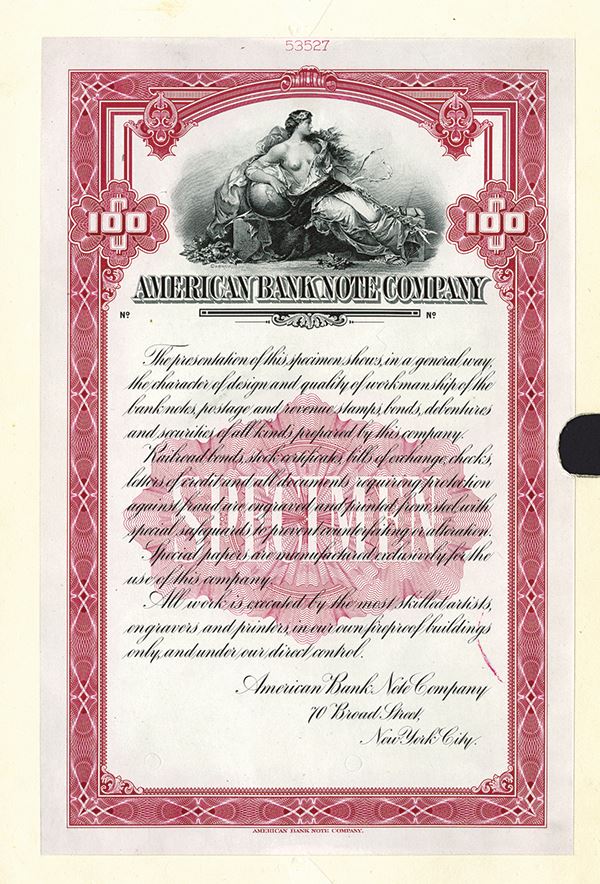 53527
100 100
AMERICAN BANK NOTE COMPANY
Nº Nº
The presentation of this specimen shows, in a general way,
the character of design and quality of workmanship of the
bank notes, postage and revenue stamps, bonds, debentures
and securities of all kinds prepared by this company.
Railroad bonds, stock certificates, bills of exchange, checks,
letters of credit and all documents requiring protection
against fraud are engraved and printed from steel, with
SPECIMEN
special safeguards to prevent counterfeiting or alteration.
Special papers are manufactured exclusively for the
use of this company.
All work is executed by the most skilled artists,
engravers and printers, in our own fireproof buildings
only, and under our direct control.
American Bank Note Company
70 Broad Street,
New York City.
AMERICAN BANK NOTE COMPANY.